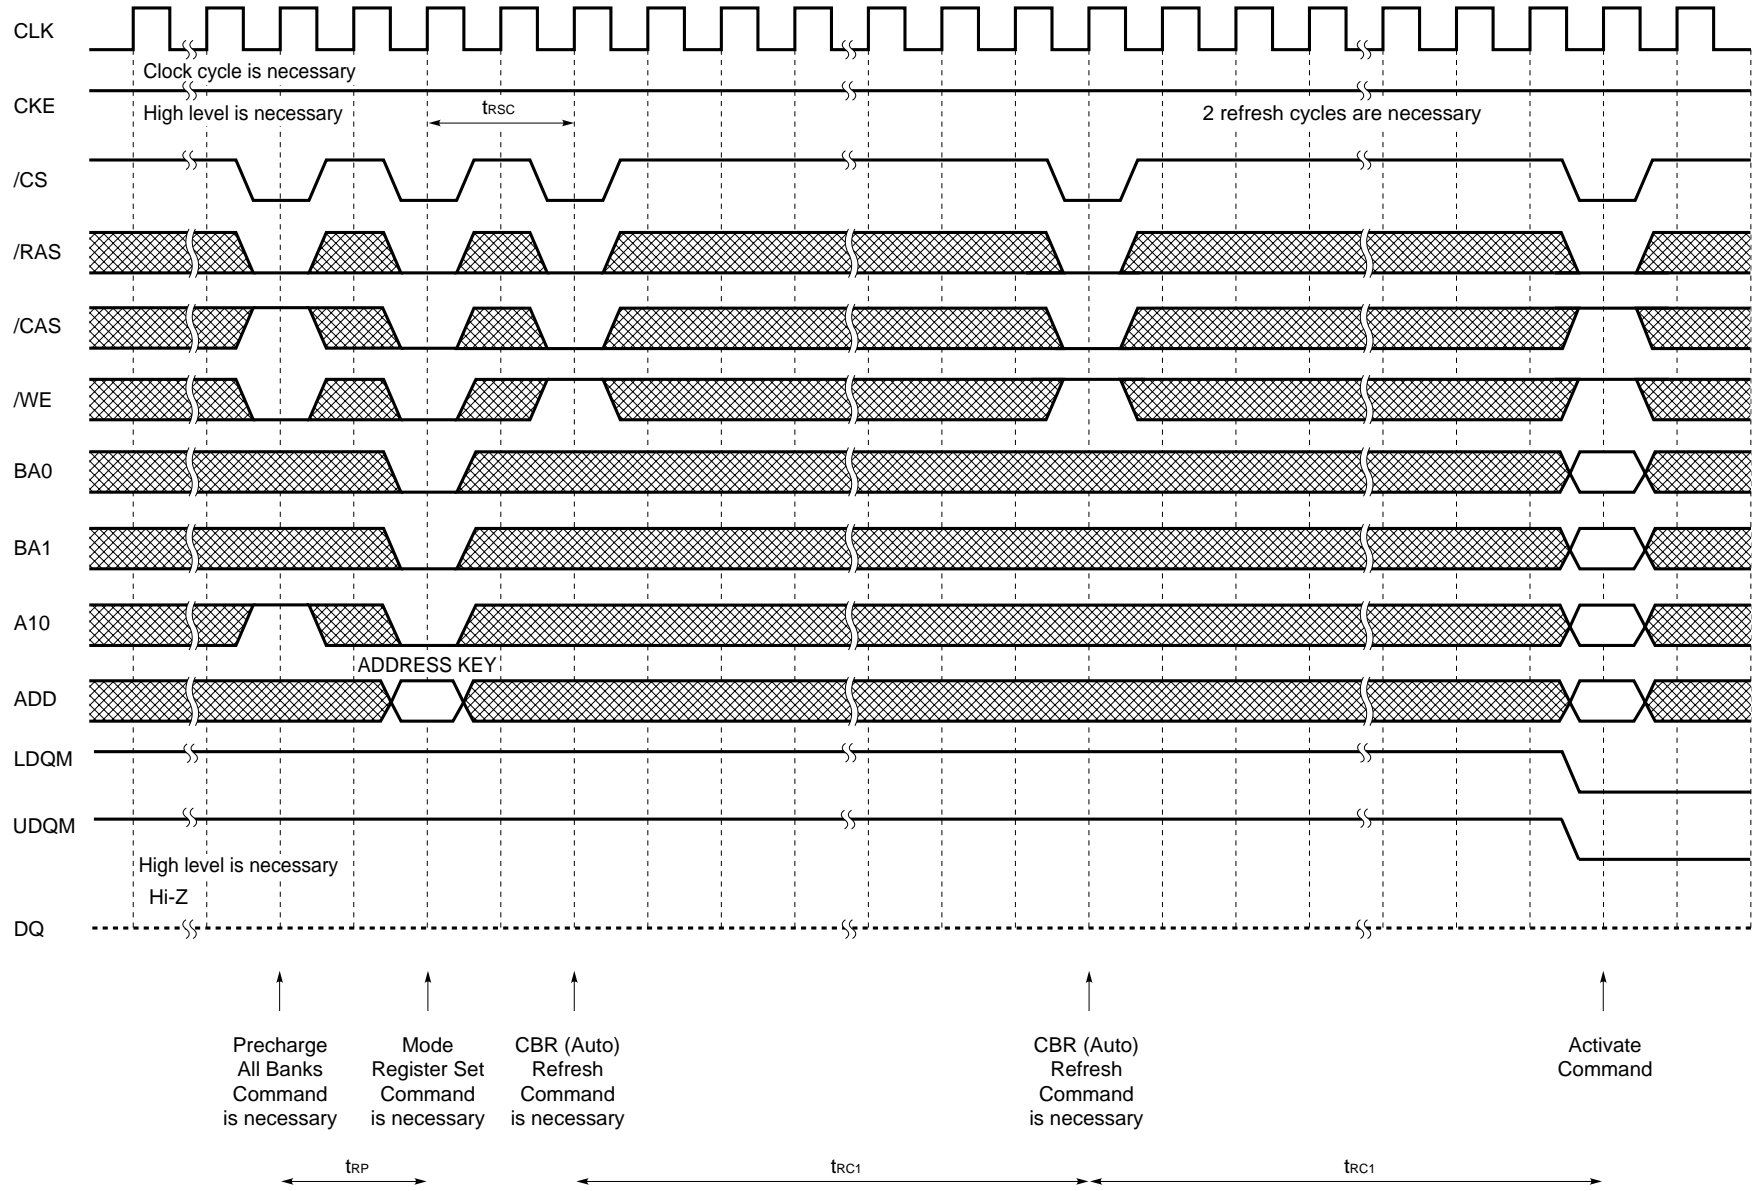 CLK
Clock cycle is necessary
CKE
High level is necessary
tRSC
2 refresh cycles are necessary
/CS
/RAS
/CAS
/WE
BA0
BA1
A10
ADDRESS KEY
ADD
LDQM
UDQM
High level is necessary
Hi-Z
DQ
Precharge
All Banks
Command
is necessary
Mode
Register Set
Command
is necessary
CBR (Auto)
Refresh
Command
is necessary
CBR (Auto)
Refresh
Command
is necessary
Activate
Command
tRP
tRC1
tRC1